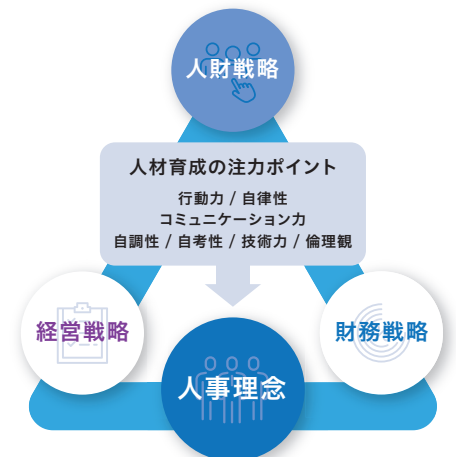 人財戦略
人材育成の注力ポイント
行動力 / 自律性
コミュニケーション力
自調性 / 自考性 / 技術力 / 倫理観
経営戦略
財務戦略
人事理念